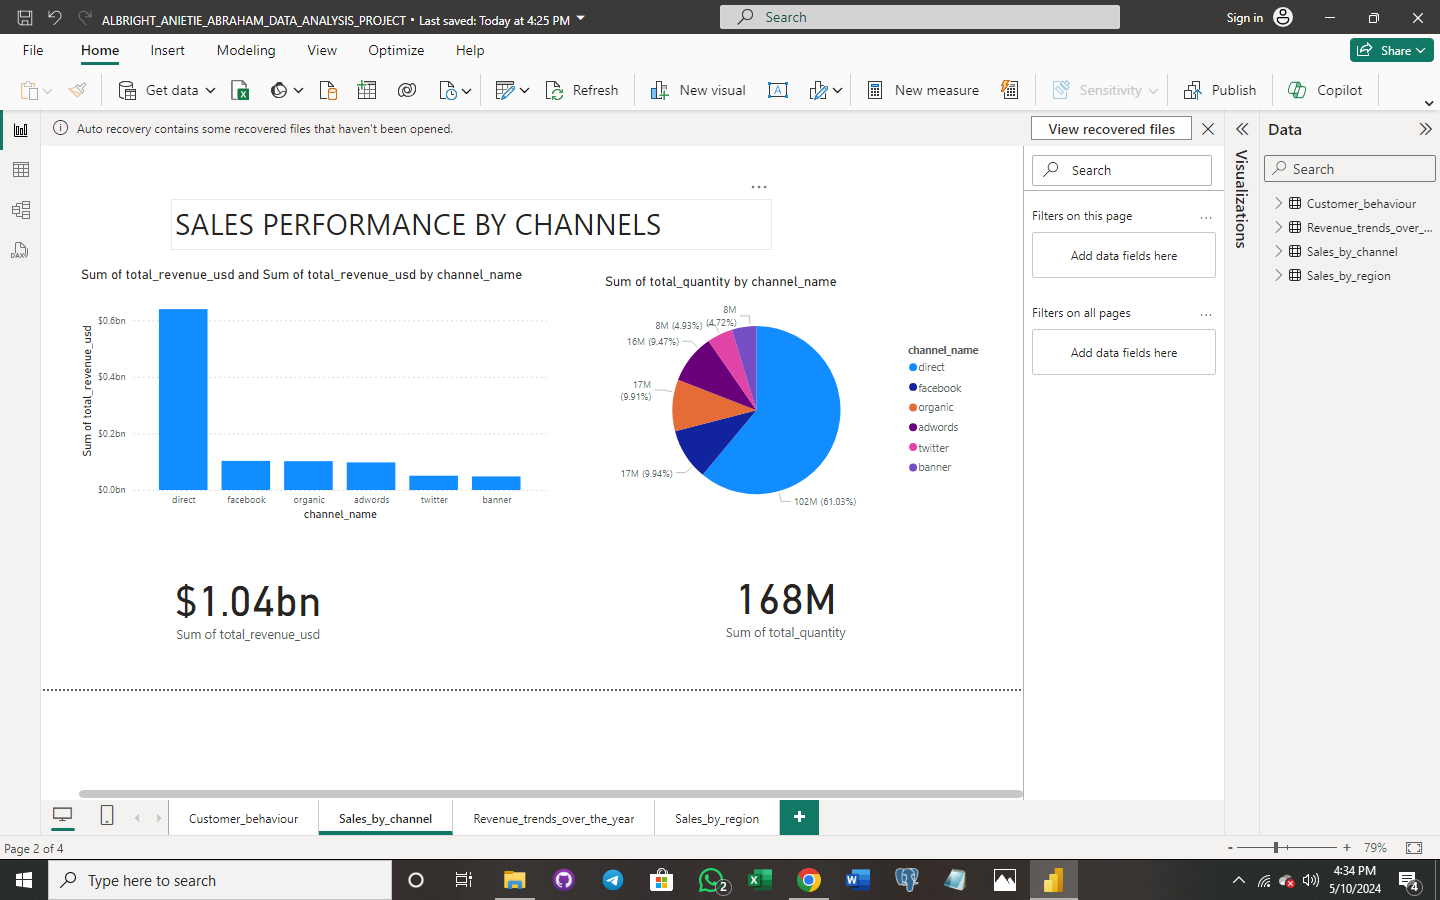 ALBRIGHT_ANIETIE_ABRAHAM_DATA_ANALYSIS_PROJECT • Last saved: Today at 4:25 PM
Search
Sign in
File Home Insert Modeling View Optimize Help
Share
Get data
Refresh
New visual
New measure
Sensitivity
Publish
Copilot
Auto recovery contains some recovered files that haven't been opened.
View recovered files
SALES PERFORMANCE BY CHANNELS
Sum of total_revenue_usd and Sum of total_revenue_usd by channel_name
Sum of total_revenue_usd
$0.6bn
$0.4bn
$0.2bn
$0.0bn
direct facebook organic adwords twitter banner
channel_name
Sum of total_quantity by channel_name
8M
(4.72%)
8M (4.93%)
16M (9.47%)
17M
(9.91%)
17M (9.94%)
102M (61.03%)
channel_name
direct
facebook
organic
adwords
twitter
banner
$1.04bn
Sum of total_revenue_usd
168M
Sum of total_quantity
Search
Filters on this page
Add data fields here
Filters on all pages
Add data fields here
Visualizations
Data
Search
Customer_behaviour
Revenue_trends_over_...
Sales_by_channel
Sales_by_region
Customer_behaviour Sales_by_channel Revenue_trends_over_the_year Sales_by_region
Page 2 of 4
- + 79%
Type here to search
2
4:34 PM
5/10/2024
4
DAX